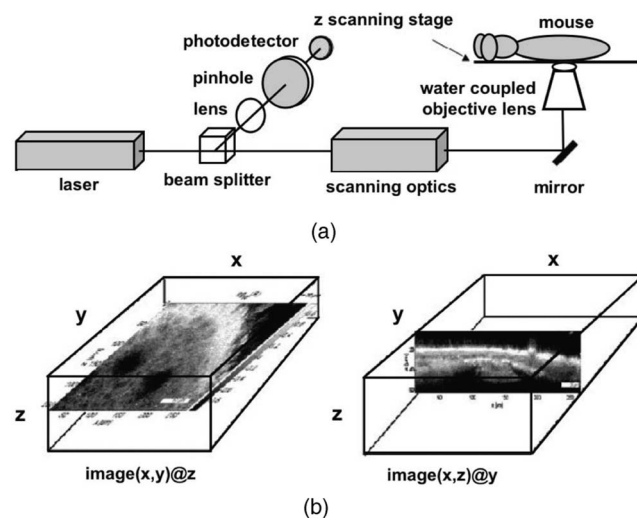 z scanning stage
mouse
photodetector
pinhole
lens
water coupled
objective lens
laser
beam splitter
scanning optics
mirror
(a)
x
y
z
image(x,y)@z
x
y
z
image(x,z)@y
(b)